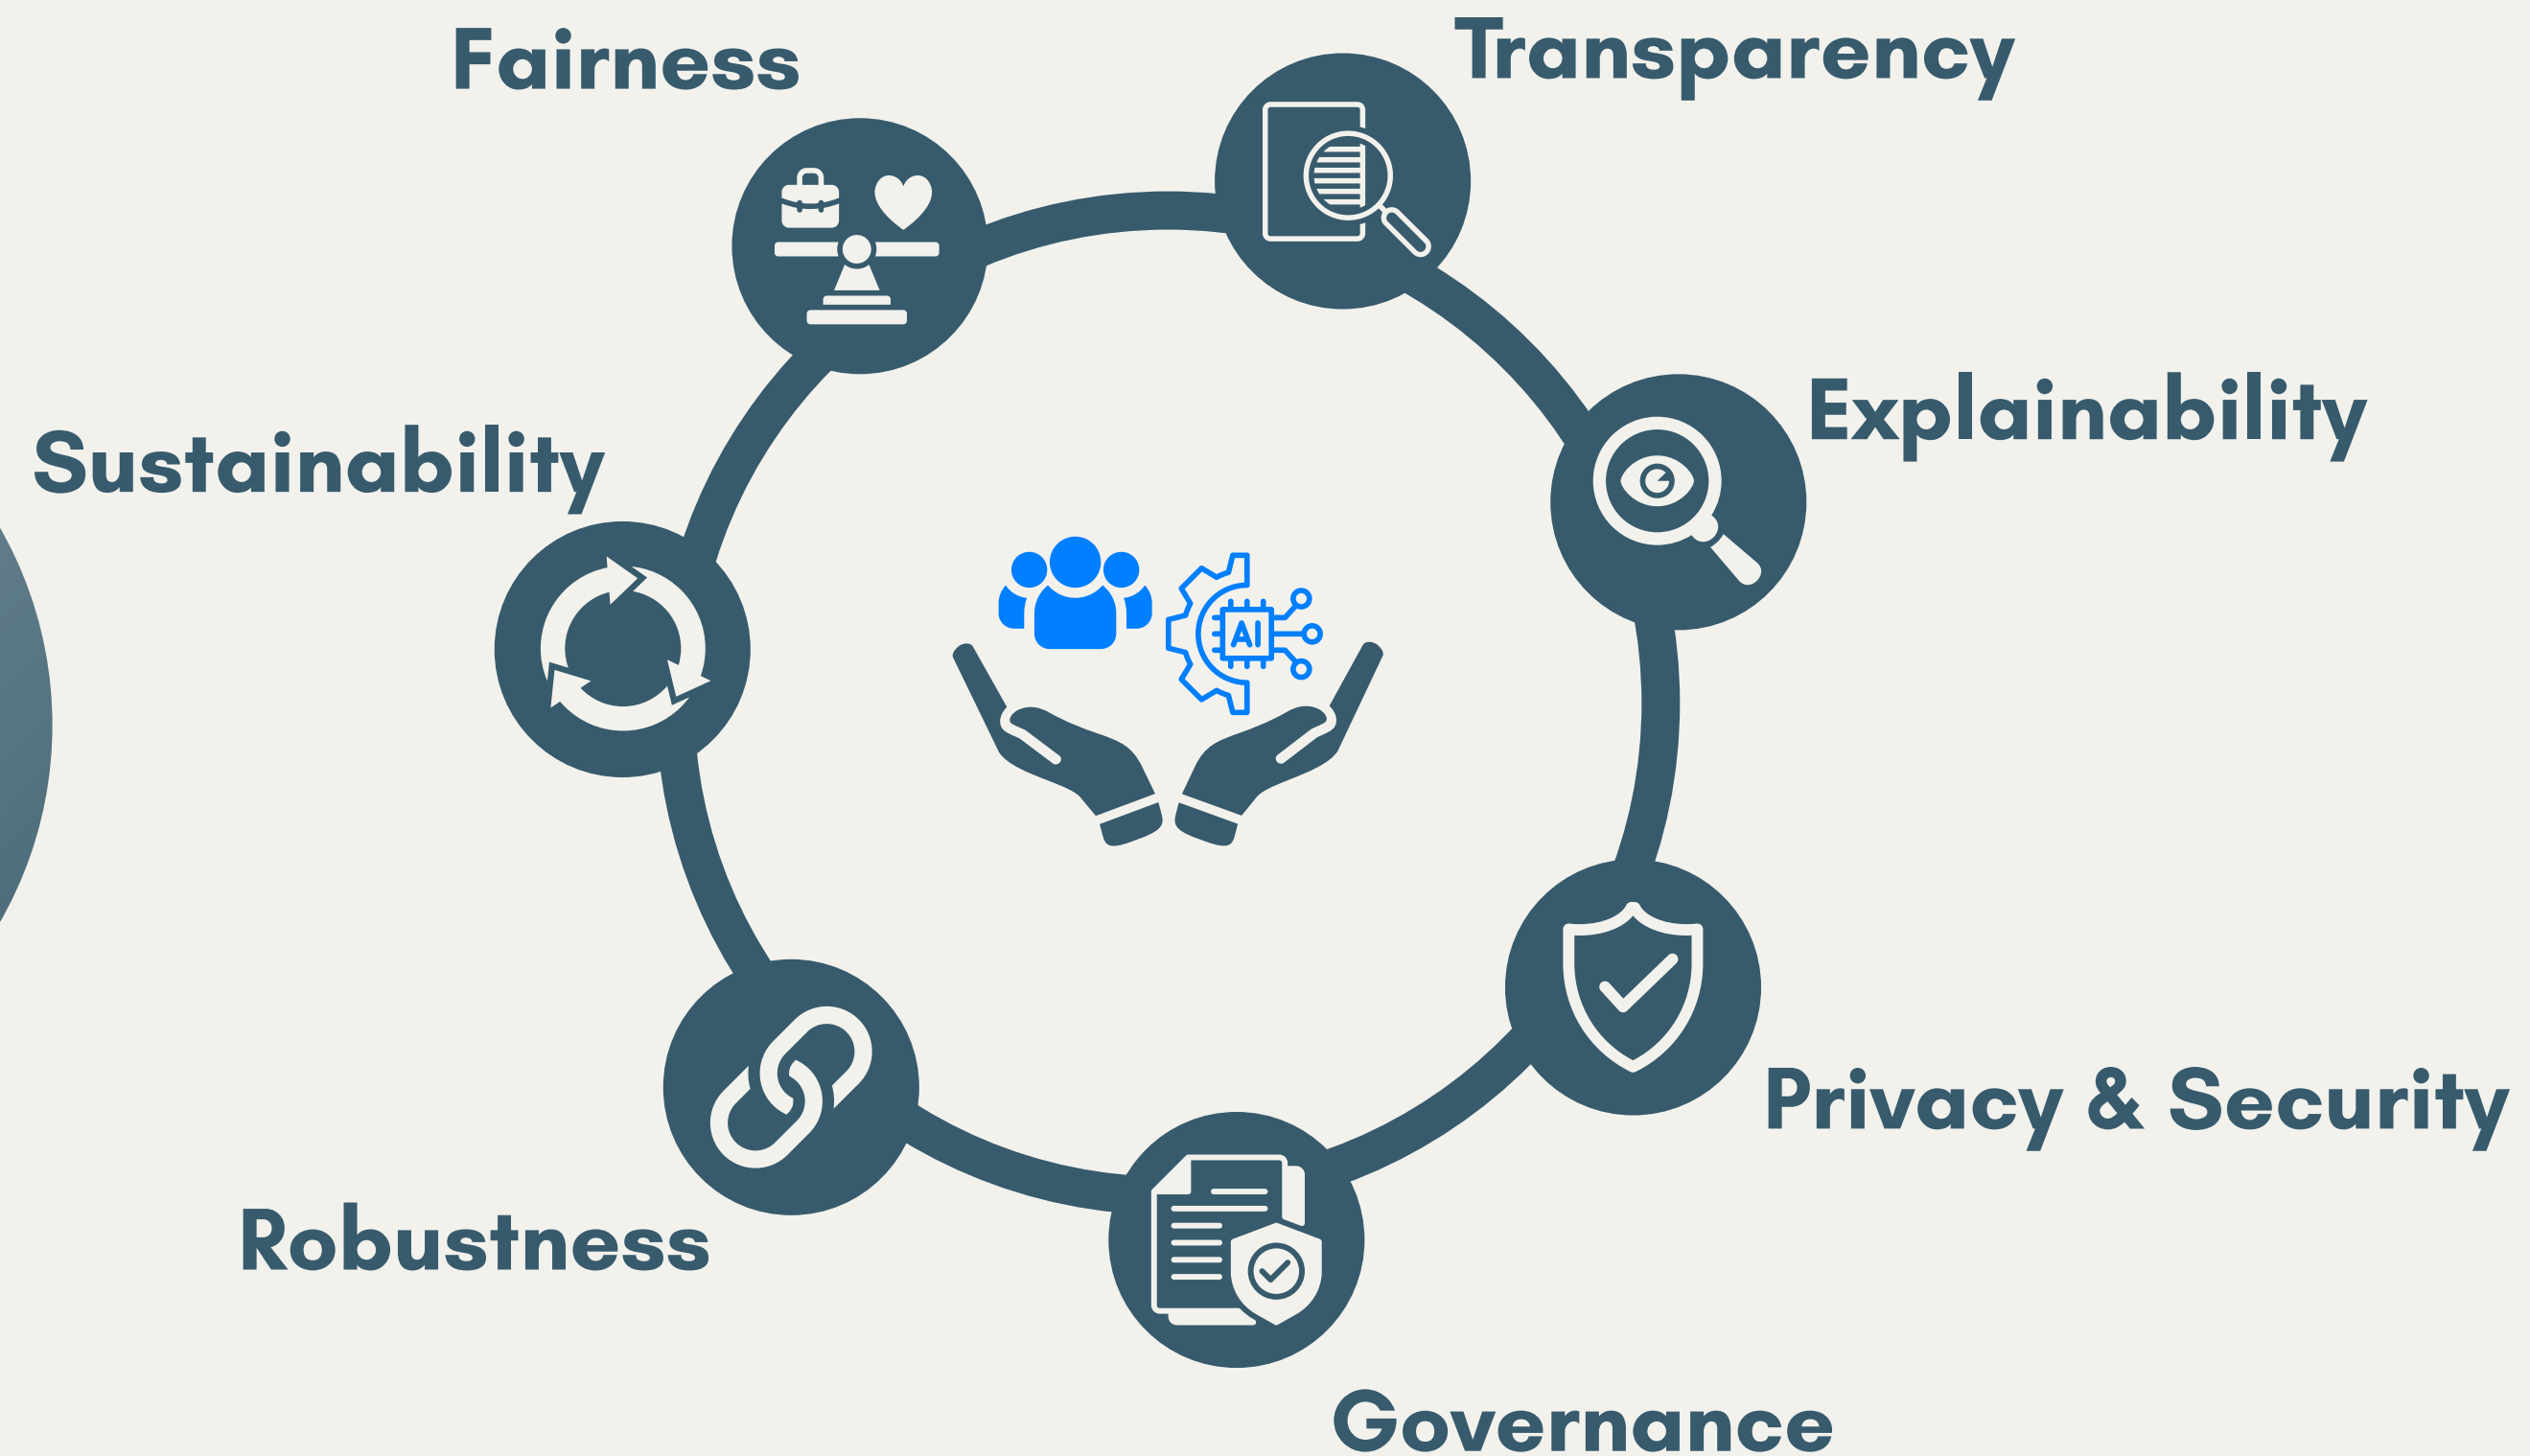 Fairness
Transparency
Explainability
Sustainability
AI
Privacy & Security
Robustness
Governance